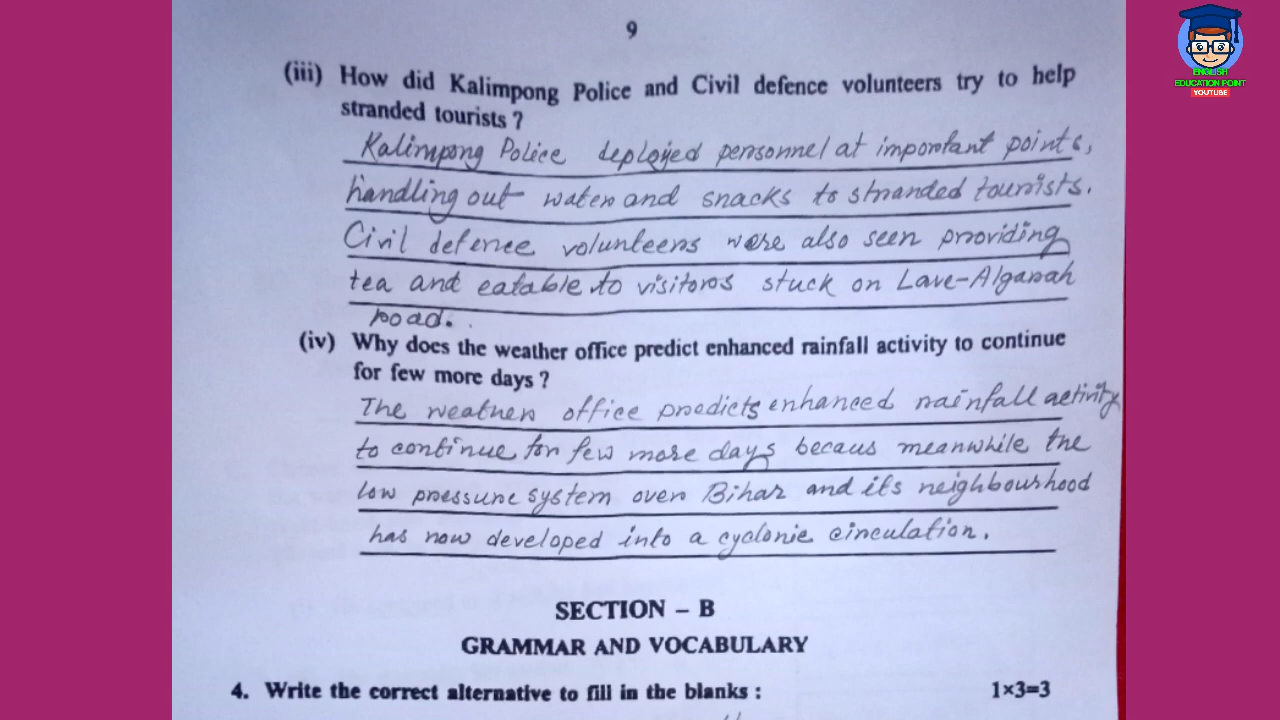 9
ENGLISH
EDUCATION POINT
YOUTUBE
(iii) How did Kalimpong Police and Civil defence volunteers try to help
stranded tourists ?
Kalimpong Police deployed personnel at important points,
handling out water and snacks to stranded tourists.
Civil defence volunteers were also seen providing
tea and eatable to visitors stuck on Lave-Algarah
road.
(iv) Why does the weather office predict enhanced rainfall activity to continue
for few more days ?
The weather office predicts enhanced rainfall activity
to continue for few more days becaus meanwhile the
low pressure system over Bihar and its neighbourhood
has now developed into a cyclonic circulation.
SECTION – B
GRAMMAR AND VOCABULARY
4. Write the correct alternative to fill in the blanks : 1×3=3